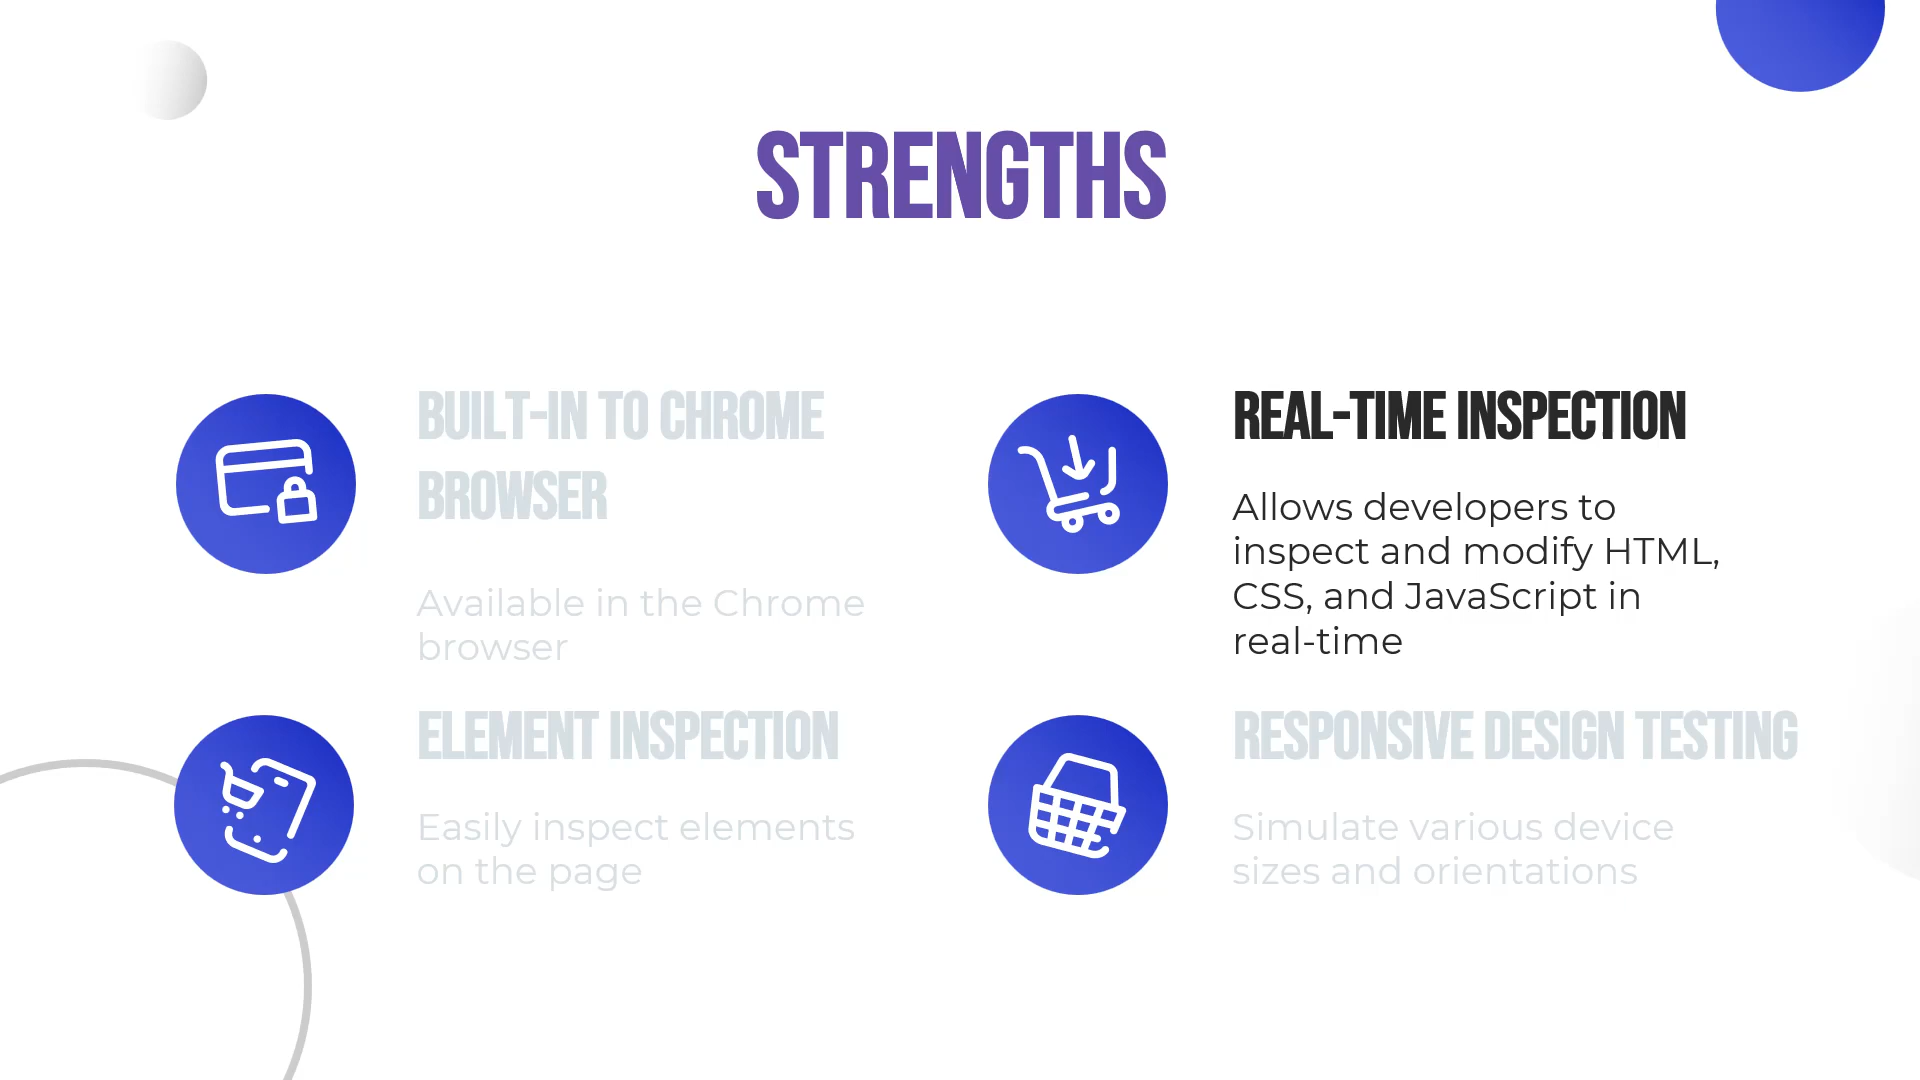 STRENGTHS
BUILT-IN TO CHROME
BROWSER
Available in the Chrome
browser
REAL-TIME INSPECTION
Allows developers to
inspect and modify HTML,
CSS, and JavaScript in
real-time
ELEMENT INSPECTION
Easily inspect elements
on the page
RESPONSIVE DESIGN TESTING
Simulate various device
sizes and orientations